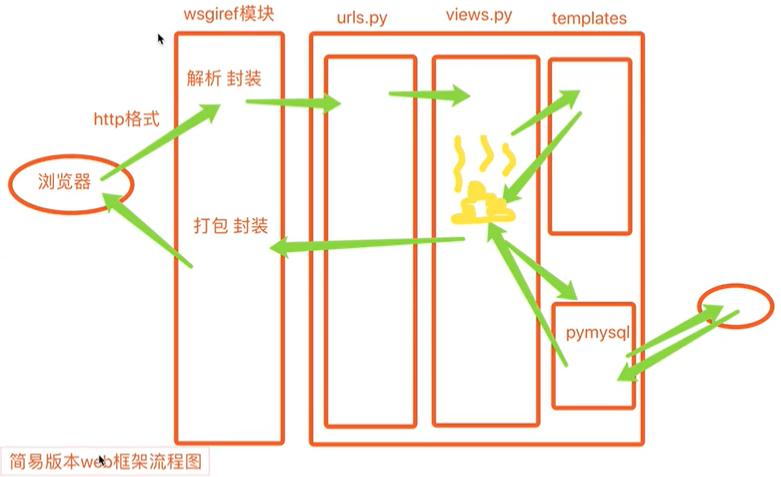 wsgiref模块
urls.py
views.py
templates
解析 封装
http格式
浏览器
打包 封装
pymysql
简易版本web框架流程图